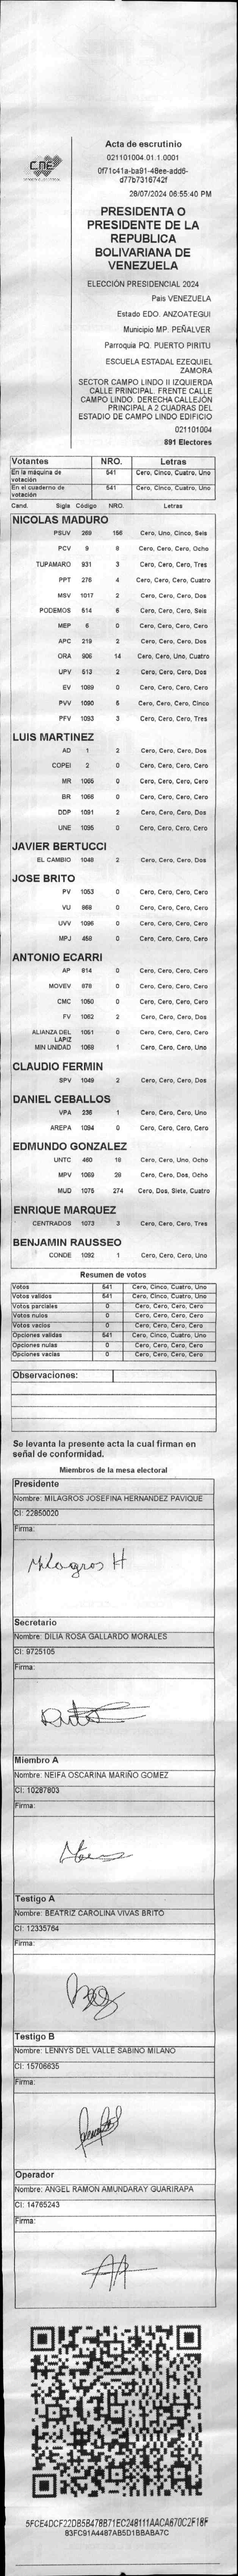 CNE
Acta de escrutinio
021101004.01.1.0001
0f71c41a-ba91-48ee-add6-
d77b7316742f
28/07/2024 06:55:40 PM
PRESIDENTA O
PRESIDENTE DE LA
REPUBLICA
BOLIVARIANA DE
VENEZUELA
ELECCIÓN PRESIDENCIAL 2024
País VENEZUELA
Estado EDO. ANZOATEGUI
Municipio MP. PEÑALVER
Parroquia PQ. PUERTO PIRITU
ESCUELA ESTADAL EZEQUIEL
ZAMORA
SECTOR CAMPO LINDO II IZQUIERDA
CALLE PRINCIPAL. FRENTE CALLE
CAMPO LINDO. DERECHA CALLEJÓN
PRINCIPAL A 2 CUADRAS DEL
ESTADIO DE CAMPO LINDO EDIFICIO
021101004
891 Electores
Votantes NRO. Letras
En la máquina de votación 541 Cero, Cinco, Cuatro, Uno
En el cuaderno de votación 541 Cero, Cinco, Cuatro, Uno
Cand. Sigla Código NRO. Letras
NICOLAS MADURO
PSUV 269 156 Cero, Uno, Cinco, Seis
PCV 9 8 Cero, Cero, Cero, Ocho
TUPAMARO 931 3 Cero, Cero, Cero, Tres
PPT 276 4 Cero, Cero, Cero, Cuatro
MSV 1017 2 Cero, Cero, Cero, Dos
PODEMOS 514 6 Cero, Cero, Cero, Seis
MEP 6 0 Cero, Cero, Cero, Cero
APC 219 2 Cero, Cero, Cero, Dos
ORA 906 14 Cero, Cero, Uno, Cuatro
UPV 513 2 Cero, Cero, Cero, Dos
EV 1089 0 Cero, Cero, Cero, Cero
PVV 1090 5 Cero, Cero, Cero, Cinco
PFV 1093 3 Cero, Cero, Cero, Tres
LUIS MARTINEZ
AD 1 2 Cero, Cero, Cero, Dos
COPEI 2 0 Cero, Cero, Cero, Cero
MR 1065 0 Cero, Cero, Cero, Cero
BR 1066 0 Cero, Cero, Cero, Cero
DDP 1091 2 Cero, Cero, Cero, Dos
UNE 1095 0 Cero, Cero, Cero, Cero
JAVIER BERTUCCI
EL CAMBIO 1048 2 Cero, Cero, Cero, Dos
JOSE BRITO
PV 1053 0 Cero, Cero, Cero, Cero
VU 868 0 Cero, Cero, Cero, Cero
UVV 1096 0 Cero, Cero, Cero, Cero
MPJ 458 0 Cero, Cero, Cero, Cero
ANTONIO ECARRI
AP 814 0 Cero, Cero, Cero, Cero
MOVEV 978 0 Cero, Cero, Cero, Cero
CMC 1050 0 Cero, Cero, Cero, Cero
FV 1062 2 Cero, Cero, Cero, Dos
ALIANZA DEL LAPIZ 1051 0 Cero, Cero, Cero, Cero
MIN UNIDAD 1068 1 Cero, Cero, Cero, Uno
CLAUDIO FERMIN
SPV 1049 2 Cero, Cero, Cero, Dos
DANIEL CEBALLOS
VPA 236 1 Cero, Cero, Cero, Uno
AREPA 1094 0 Cero, Cero, Cero, Cero
EDMUNDO GONZALEZ
UNTC 460 18 Cero, Cero, Uno, Ocho
MPV 1069 28 Cero, Cero, Dos, Ocho
MUD 1075 274 Cero, Dos, Siete, Cuatro
ENRIQUE MARQUEZ
CENTRADOS 1073 3 Cero, Cero, Cero, Tres
BENJAMIN RAUSSEO
CONDE 1092 1 Cero, Cero, Cero, Uno
Resumen de votos
Votos 541 Cero, Cinco, Cuatro, Uno
Votos validos 541 Cero, Cinco, Cuatro, Uno
Votos parciales 0 Cero, Cero, Cero, Cero
Votos nulos 0 Cero, Cero, Cero, Cero
Votos vacios 0 Cero, Cero, Cero, Cero
Opciones validas 541 Cero, Cinco, Cuatro, Uno
Opciones nulas 0 Cero, Cero, Cero, Cero
Opciones vacias 0 Cero, Cero, Cero, Cero
Observaciones:
Se levanta la presente acta la cual firman en
señal de conformidad.
Miembros de la mesa electoral
Presidente
Nombre: MILAGROS JOSEFINA HERNANDEZ PAVIQUE
CI: 22850020
Firma:
Milagros H
Secretario
Nombre: DILIA ROSA GALLARDO MORALES
CI: 9725105
Firma:
Miembro A
Nombre: NEIFA OSCARINA MARIÑO GOMEZ
CI: 10287803
Firma:
Testigo A
Nombre: BEATRIZ CAROLINA VIVAS BRITO
CI: 12335764
Firma:
Testigo B
Nombre: LENNYS DEL VALLE SABINO MILANO
CI: 15706635
Firma:
Operador
Nombre: ANGEL RAMON AMUNDARAY GUARIRAPA
CI: 14765243
Firma:
5FCE4DCF22DB5B478B71EC248111AACA670C2F18F
83FC91A4487AB5D1BBABA7C